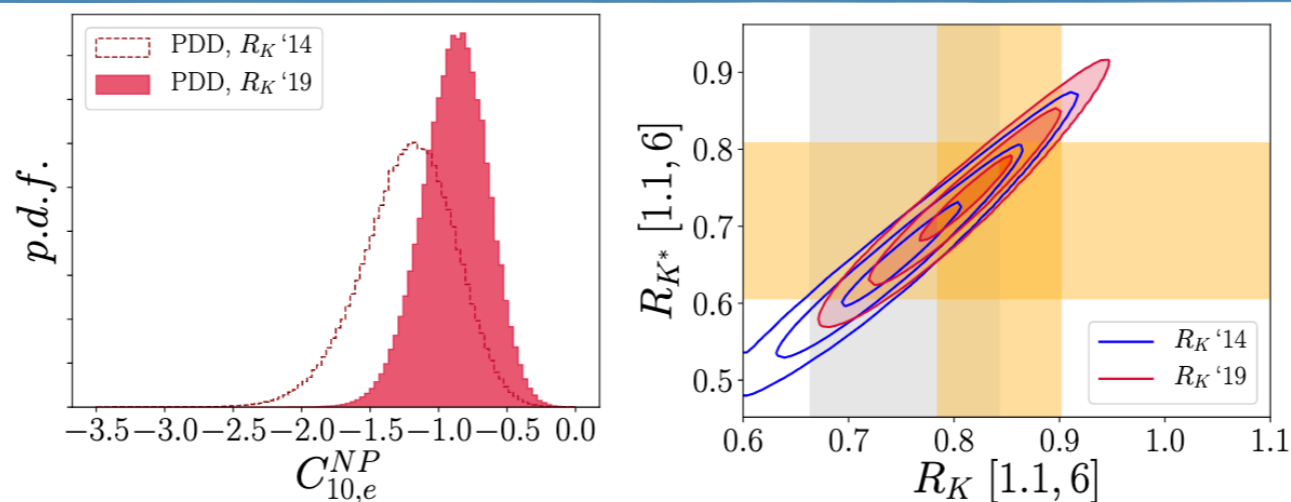 PDD, $R_K$ ‘14
PDD, $R_K$ ‘19
p.d.f.
−3.5 −3.0 −2.5 −2.0 −1.5 −1.0 −0.5 0.0
$C_{10,e}^{NP}$
$R_{K^*}$ [1.1, 6]
0.9
0.8
0.7
0.6
0.5
$R_K$ ‘14
$R_K$ ‘19
0.6 0.7 0.8 0.9 1.0 1.1
$R_K$ [1.1, 6]